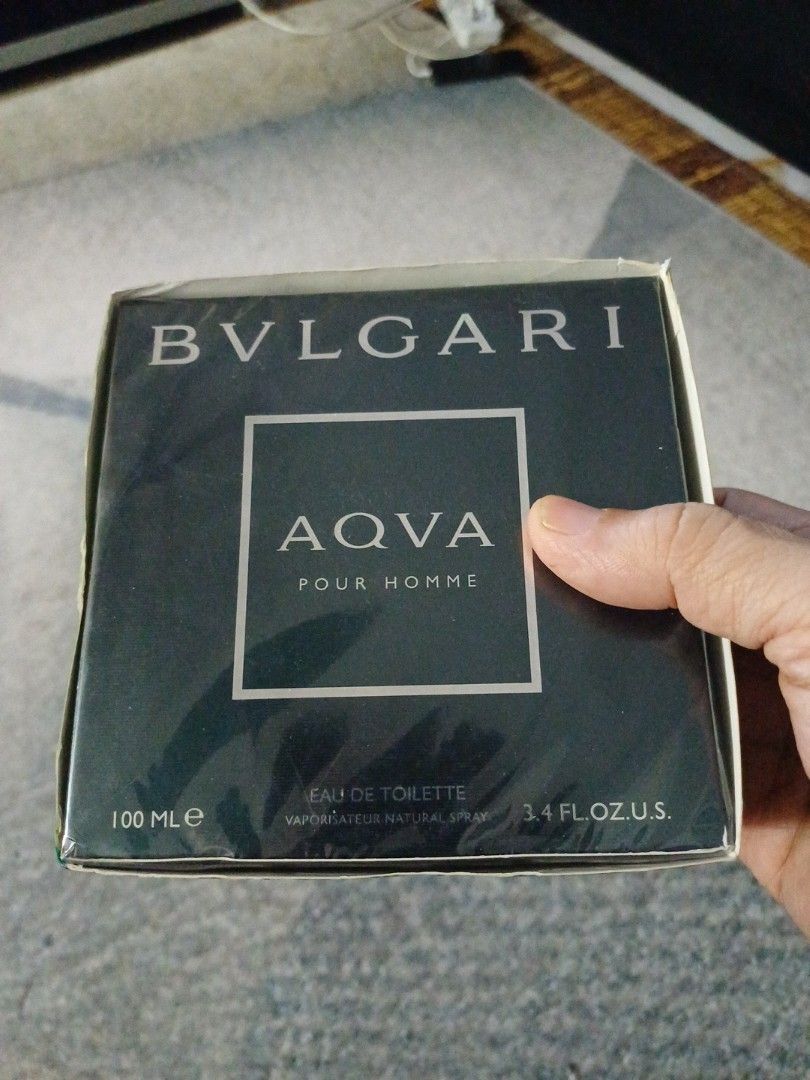 BVLGARI
AQVA
POUR HOMME
EAU DE TOILETTE
100 ML e VAPORISATEUR NATURAL SPRAY 3.4 FL.OZ.U.S.